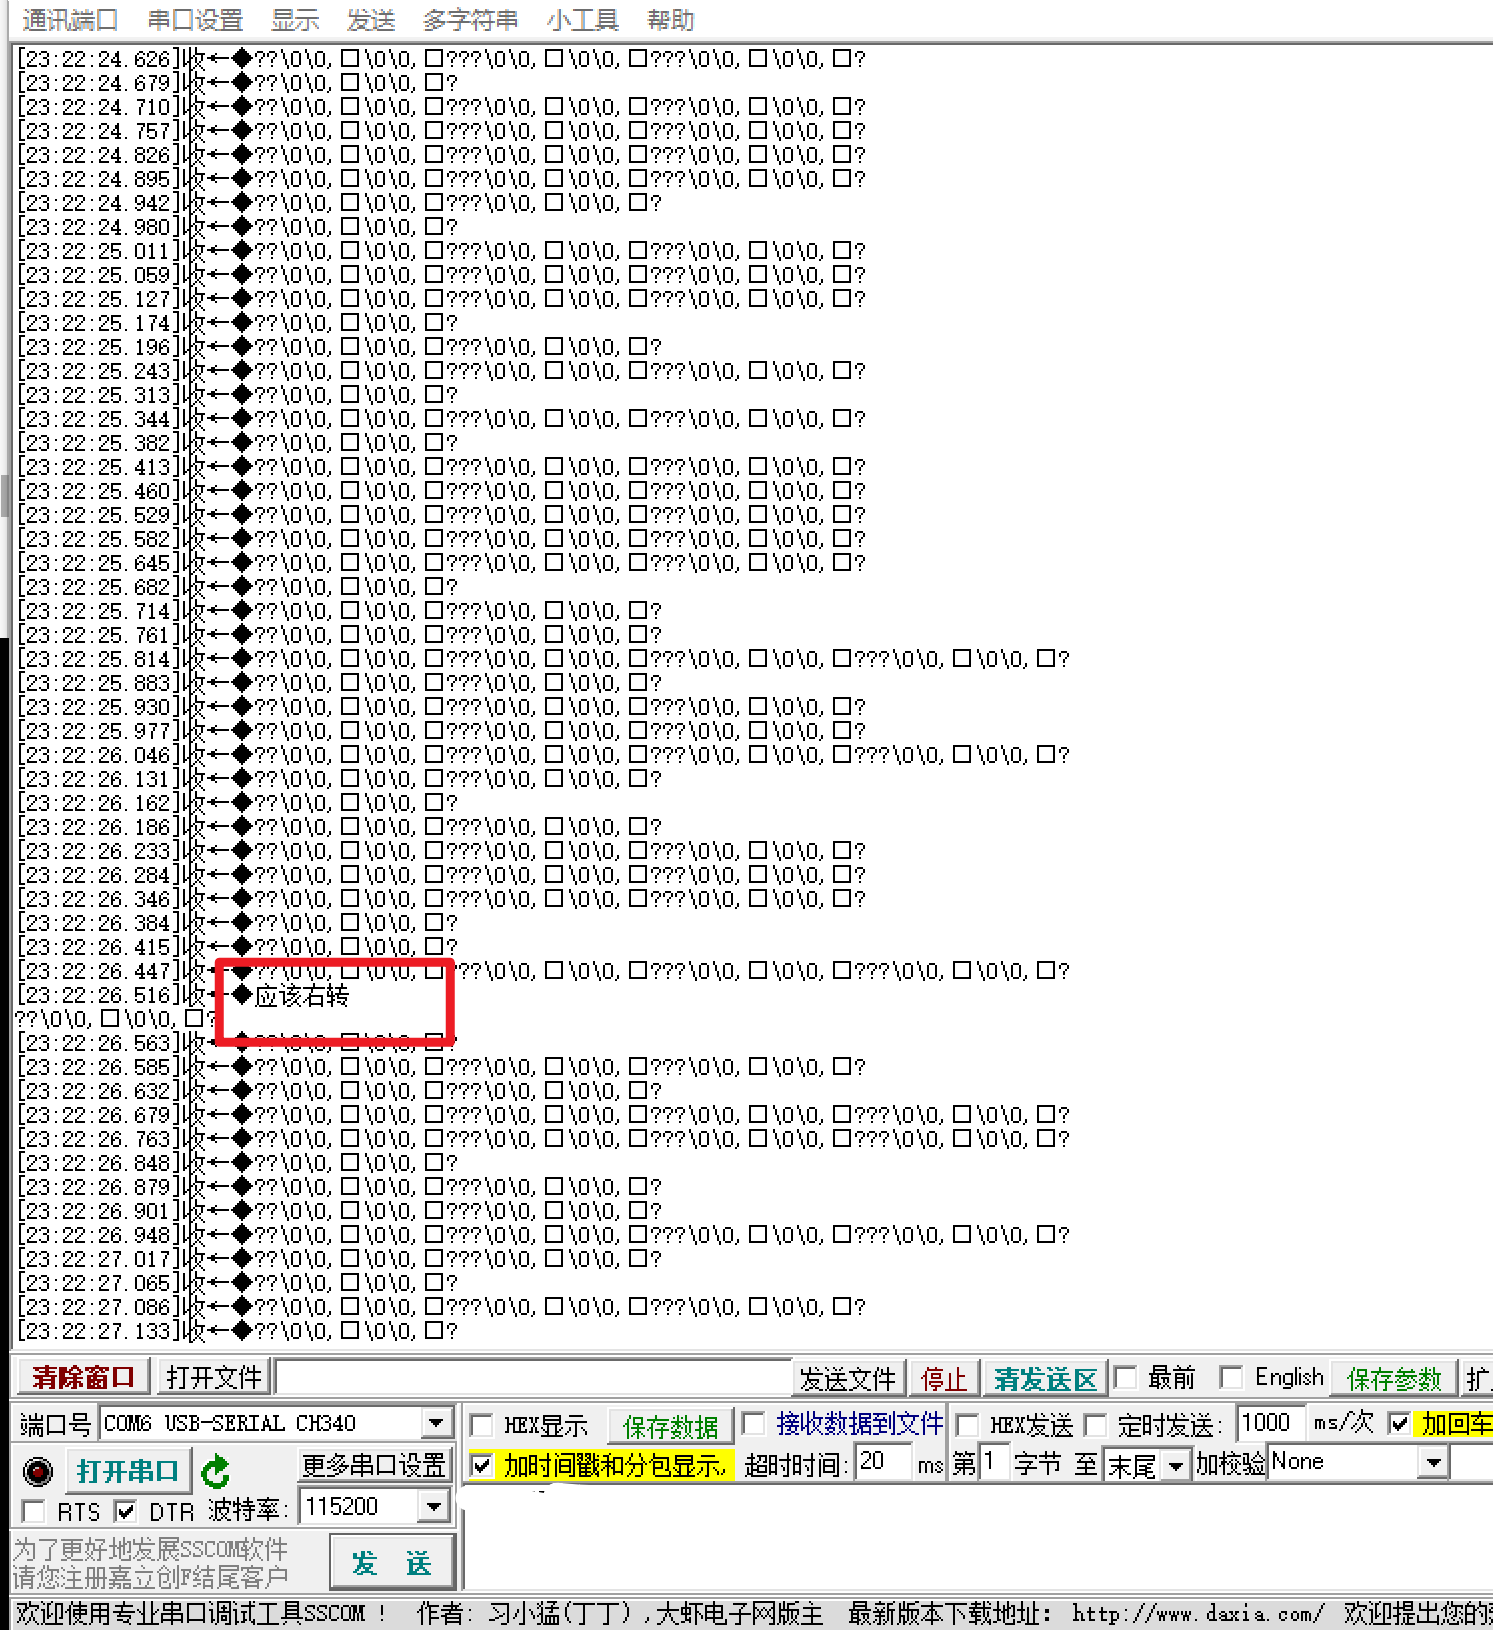 通讯端口 串口设置 显示 发送 多字符串 小工具 帮助
[23:22:24.626]收←◆??\0\0,□\0\0,□???\0\0,□\0\0,□???\0\0,□\0\0,□?
[23:22:24.679]收←◆??\0\0,□\0\0,□?
[23:22:24.710]收←◆??\0\0,□\0\0,□???\0\0,□\0\0,□???\0\0,□\0\0,□?
[23:22:24.757]收←◆??\0\0,□\0\0,□???\0\0,□\0\0,□???\0\0,□\0\0,□?
[23:22:24.826]收←◆??\0\0,□\0\0,□???\0\0,□\0\0,□???\0\0,□\0\0,□?
[23:22:24.895]收←◆??\0\0,□\0\0,□???\0\0,□\0\0,□???\0\0,□\0\0,□?
[23:22:24.942]收←◆??\0\0,□\0\0,□???\0\0,□\0\0,□?
[23:22:24.980]收←◆??\0\0,□\0\0,□?
[23:22:25.011]收←◆??\0\0,□\0\0,□???\0\0,□\0\0,□???\0\0,□\0\0,□?
[23:22:25.059]收←◆??\0\0,□\0\0,□???\0\0,□\0\0,□???\0\0,□\0\0,□?
[23:22:25.127]收←◆??\0\0,□\0\0,□???\0\0,□\0\0,□???\0\0,□\0\0,□?
[23:22:25.174]收←◆??\0\0,□\0\0,□?
[23:22:25.196]收←◆??\0\0,□\0\0,□???\0\0,□\0\0,□?
[23:22:25.243]收←◆??\0\0,□\0\0,□???\0\0,□\0\0,□???\0\0,□\0\0,□?
[23:22:25.313]收←◆??\0\0,□\0\0,□?
[23:22:25.344]收←◆??\0\0,□\0\0,□???\0\0,□\0\0,□???\0\0,□\0\0,□?
[23:22:25.382]收←◆??\0\0,□\0\0,□?
[23:22:25.413]收←◆??\0\0,□\0\0,□???\0\0,□\0\0,□???\0\0,□\0\0,□?
[23:22:25.460]收←◆??\0\0,□\0\0,□???\0\0,□\0\0,□???\0\0,□\0\0,□?
[23:22:25.529]收←◆??\0\0,□\0\0,□???\0\0,□\0\0,□???\0\0,□\0\0,□?
[23:22:25.582]收←◆??\0\0,□\0\0,□???\0\0,□\0\0,□???\0\0,□\0\0,□?
[23:22:25.645]收←◆??\0\0,□\0\0,□???\0\0,□\0\0,□???\0\0,□\0\0,□?
[23:22:25.682]收←◆??\0\0,□\0\0,□?
[23:22:25.714]收←◆??\0\0,□\0\0,□???\0\0,□\0\0,□?
[23:22:25.761]收←◆??\0\0,□\0\0,□???\0\0,□\0\0,□?
[23:22:25.814]收←◆??\0\0,□\0\0,□???\0\0,□\0\0,□???\0\0,□\0\0,□???\0\0,□\0\0,□?
[23:22:25.883]收←◆??\0\0,□\0\0,□???\0\0,□\0\0,□?
[23:22:25.930]收←◆??\0\0,□\0\0,□???\0\0,□\0\0,□???\0\0,□\0\0,□?
[23:22:25.977]收←◆??\0\0,□\0\0,□???\0\0,□\0\0,□???\0\0,□\0\0,□?
[23:22:26.046]收←◆??\0\0,□\0\0,□???\0\0,□\0\0,□???\0\0,□\0\0,□???\0\0,□\0\0,□?
[23:22:26.131]收←◆??\0\0,□\0\0,□???\0\0,□\0\0,□?
[23:22:26.162]收←◆??\0\0,□\0\0,□?
[23:22:26.186]收←◆??\0\0,□\0\0,□???\0\0,□\0\0,□?
[23:22:26.233]收←◆??\0\0,□\0\0,□???\0\0,□\0\0,□???\0\0,□\0\0,□?
[23:22:26.284]收←◆??\0\0,□\0\0,□???\0\0,□\0\0,□???\0\0,□\0\0,□?
[23:22:26.346]收←◆??\0\0,□\0\0,□???\0\0,□\0\0,□???\0\0,□\0\0,□?
[23:22:26.384]收←◆??\0\0,□\0\0,□?
[23:22:26.415]收←◆??\0\0,□\0\0,□?
[23:22:26.447]收←◆??\0\0,□\0\0,□???\0\0,□\0\0,□???\0\0,□\0\0,□???\0\0,□\0\0,□?
[23:22:26.516]收←◆应该右转
??\0\0,□\0\0,□?
[23:22:26.563]收←◆??\0\0,□\0\0,□?
[23:22:26.585]收←◆??\0\0,□\0\0,□???\0\0,□\0\0,□???\0\0,□\0\0,□?
[23:22:26.632]收←◆??\0\0,□\0\0,□???\0\0,□\0\0,□?
[23:22:26.679]收←◆??\0\0,□\0\0,□???\0\0,□\0\0,□???\0\0,□\0\0,□???\0\0,□\0\0,□?
[23:22:26.763]收←◆??\0\0,□\0\0,□???\0\0,□\0\0,□???\0\0,□\0\0,□???\0\0,□\0\0,□?
[23:22:26.848]收←◆??\0\0,□\0\0,□?
[23:22:26.879]收←◆??\0\0,□\0\0,□???\0\0,□\0\0,□?
[23:22:26.901]收←◆??\0\0,□\0\0,□???\0\0,□\0\0,□?
[23:22:26.948]收←◆??\0\0,□\0\0,□???\0\0,□\0\0,□???\0\0,□\0\0,□???\0\0,□\0\0,□?
[23:22:27.017]收←◆??\0\0,□\0\0,□???\0\0,□\0\0,□?
[23:22:27.065]收←◆??\0\0,□\0\0,□?
[23:22:27.086]收←◆??\0\0,□\0\0,□???\0\0,□\0\0,□???\0\0,□\0\0,□?
[23:22:27.133]收←◆??\0\0,□\0\0,□?
清除窗口 打开文件 发送文件 停止 清发送区 最前 English 保存参数 扩
端口号 COM6 USB-SERIAL CH340 HEX显示 保存数据 接收数据到文件 HEX发送 定时发送: 1000 ms/次 加回车
打开串口 更多串口设置 加时间戳和分包显示, 超时时间: 20 ms 第1 字节 至 末尾 加校验 None
RTS DTR 波特率: 115200
为了更好地发展SSCOM软件
请您注册嘉立创F结尾客户
发 送
欢迎使用专业串口调试工具SSCOM ! 作者: 习小猛(丁丁),大虾电子网版主 最新版本下载地址: http://www.daxia.com/ 欢迎提出您的